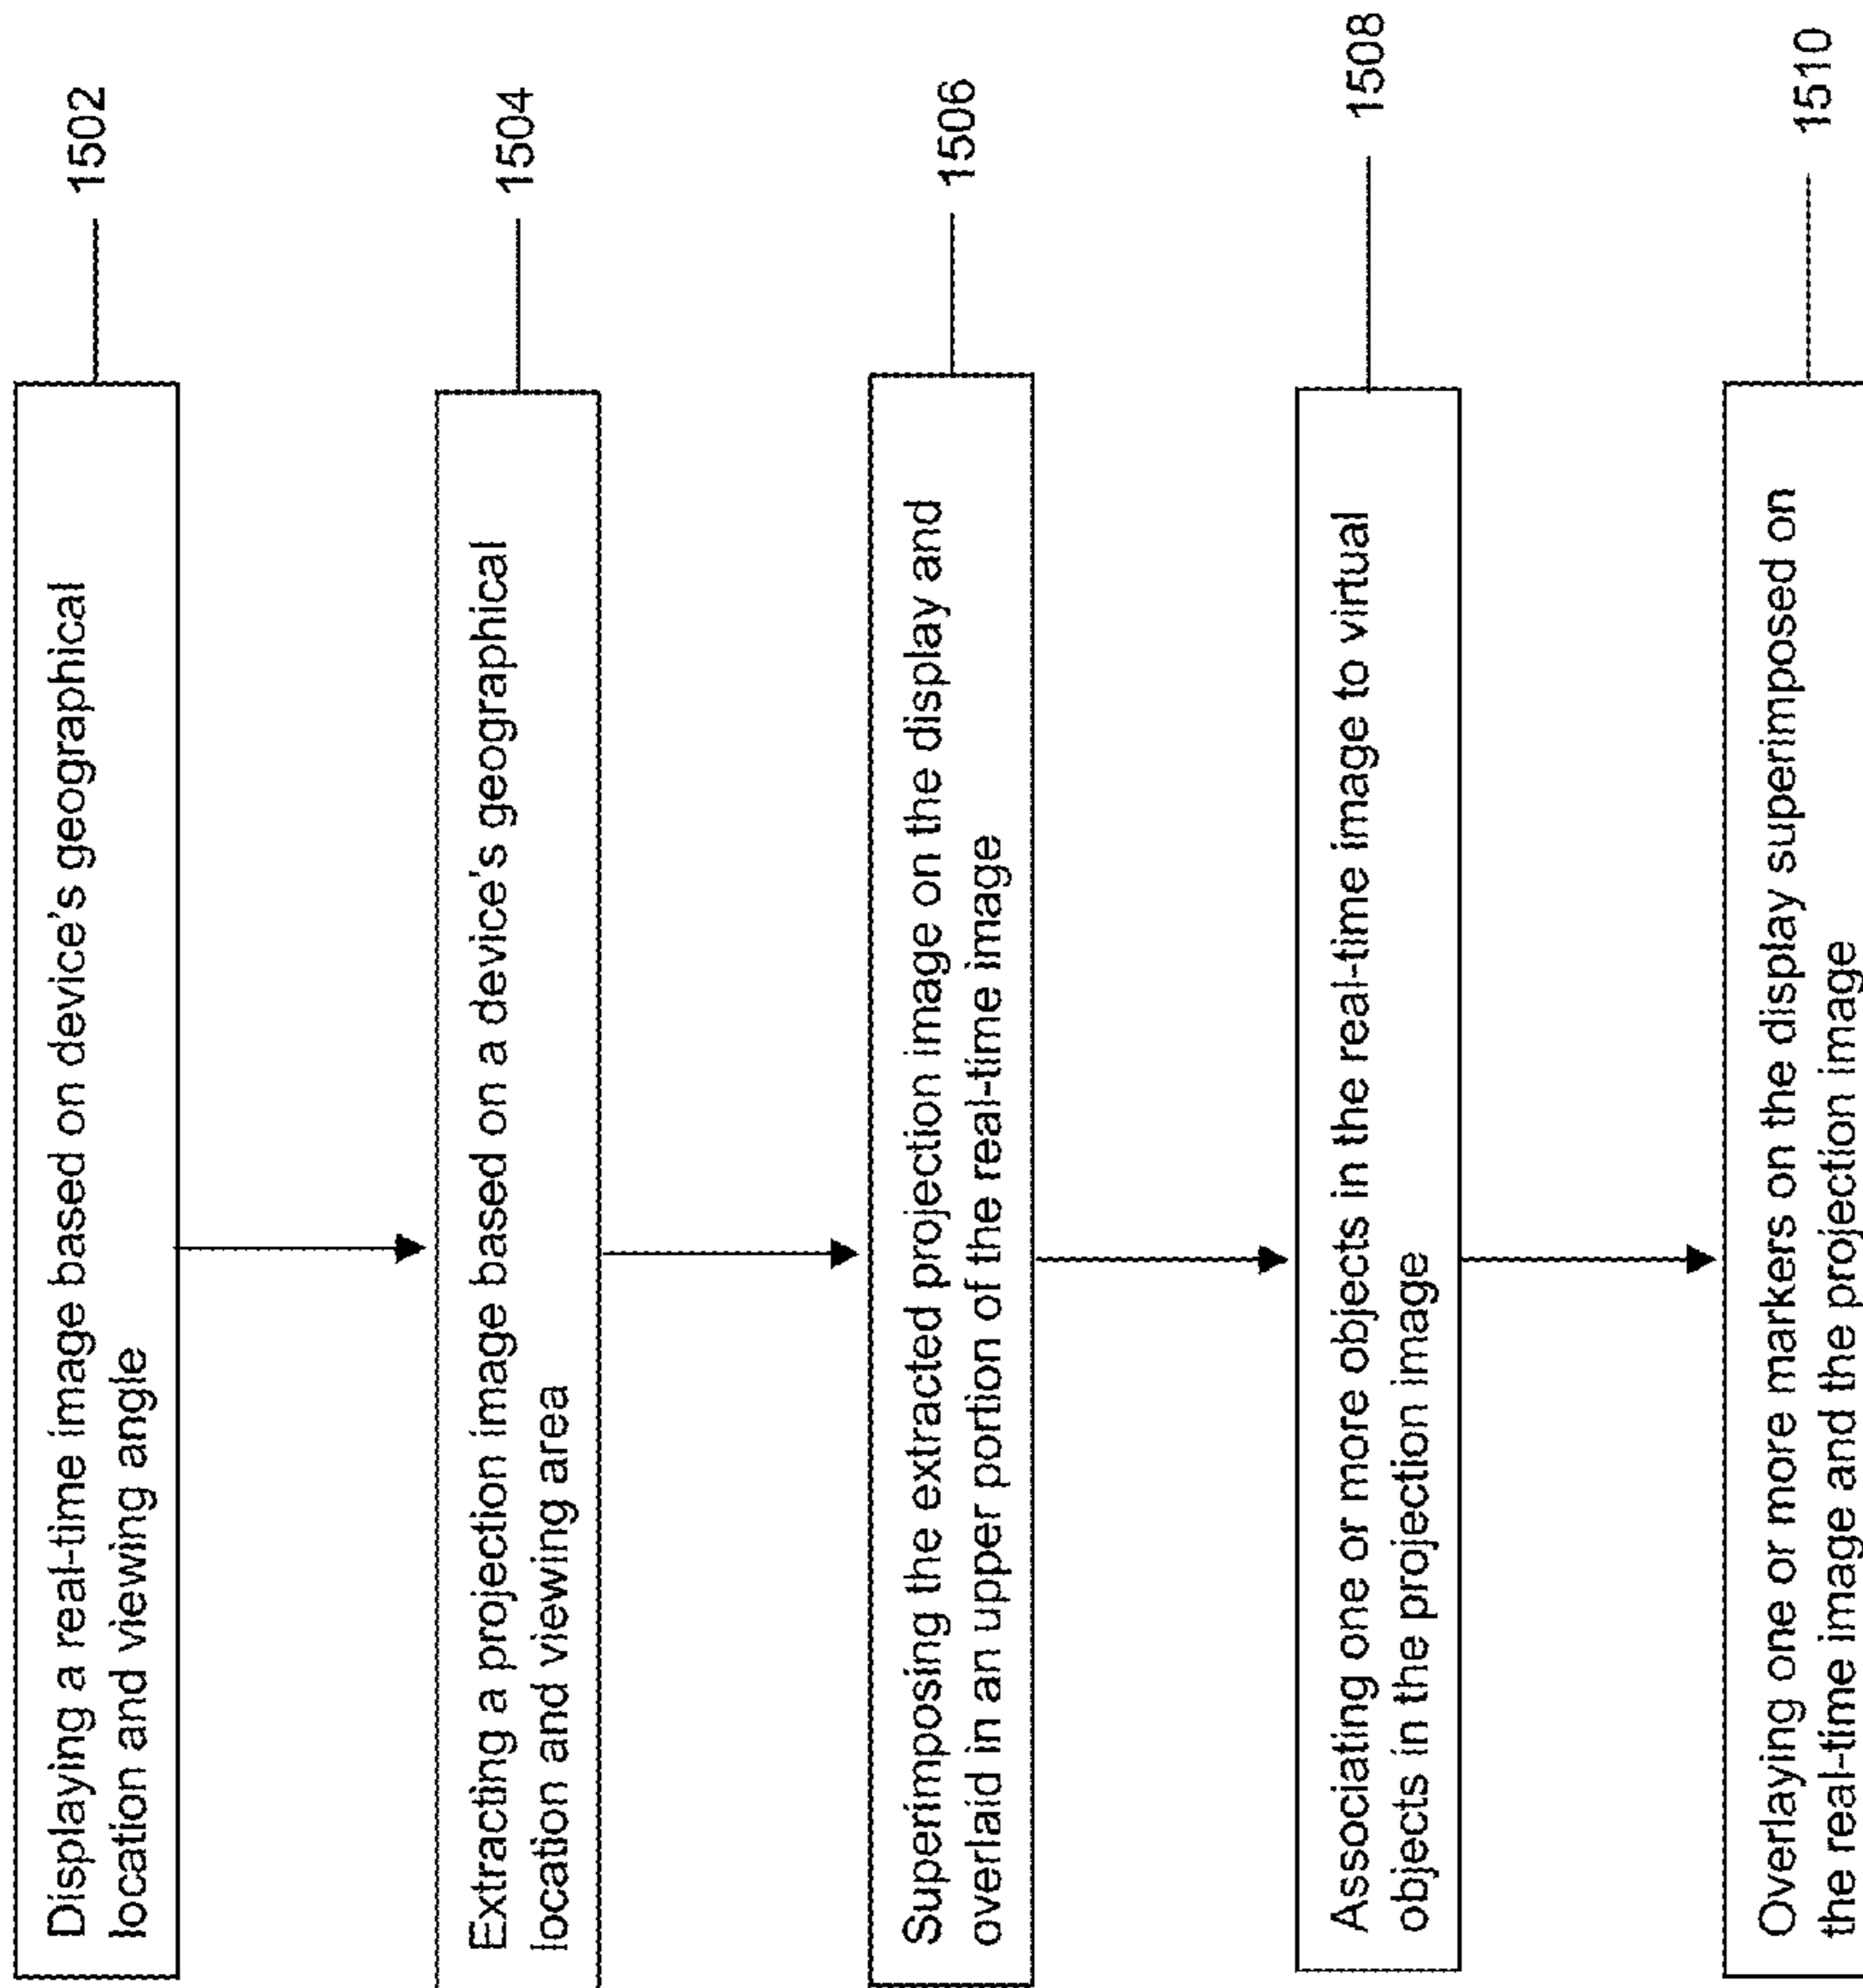 Displaying a real-time image based on device's geographical
location and viewing angle
1502
Extracting a projection image based on a device's geographical
location and viewing area
1504
Superimposing the extracted projection image on the display and
overlaid in an upper portion of the real-time image
1506
Associating one or more objects in the real-time image to virtual
objects in the projection image
1508
Overlaying one or more markers on the display superimposed on
the real-time image and the projection image
1510